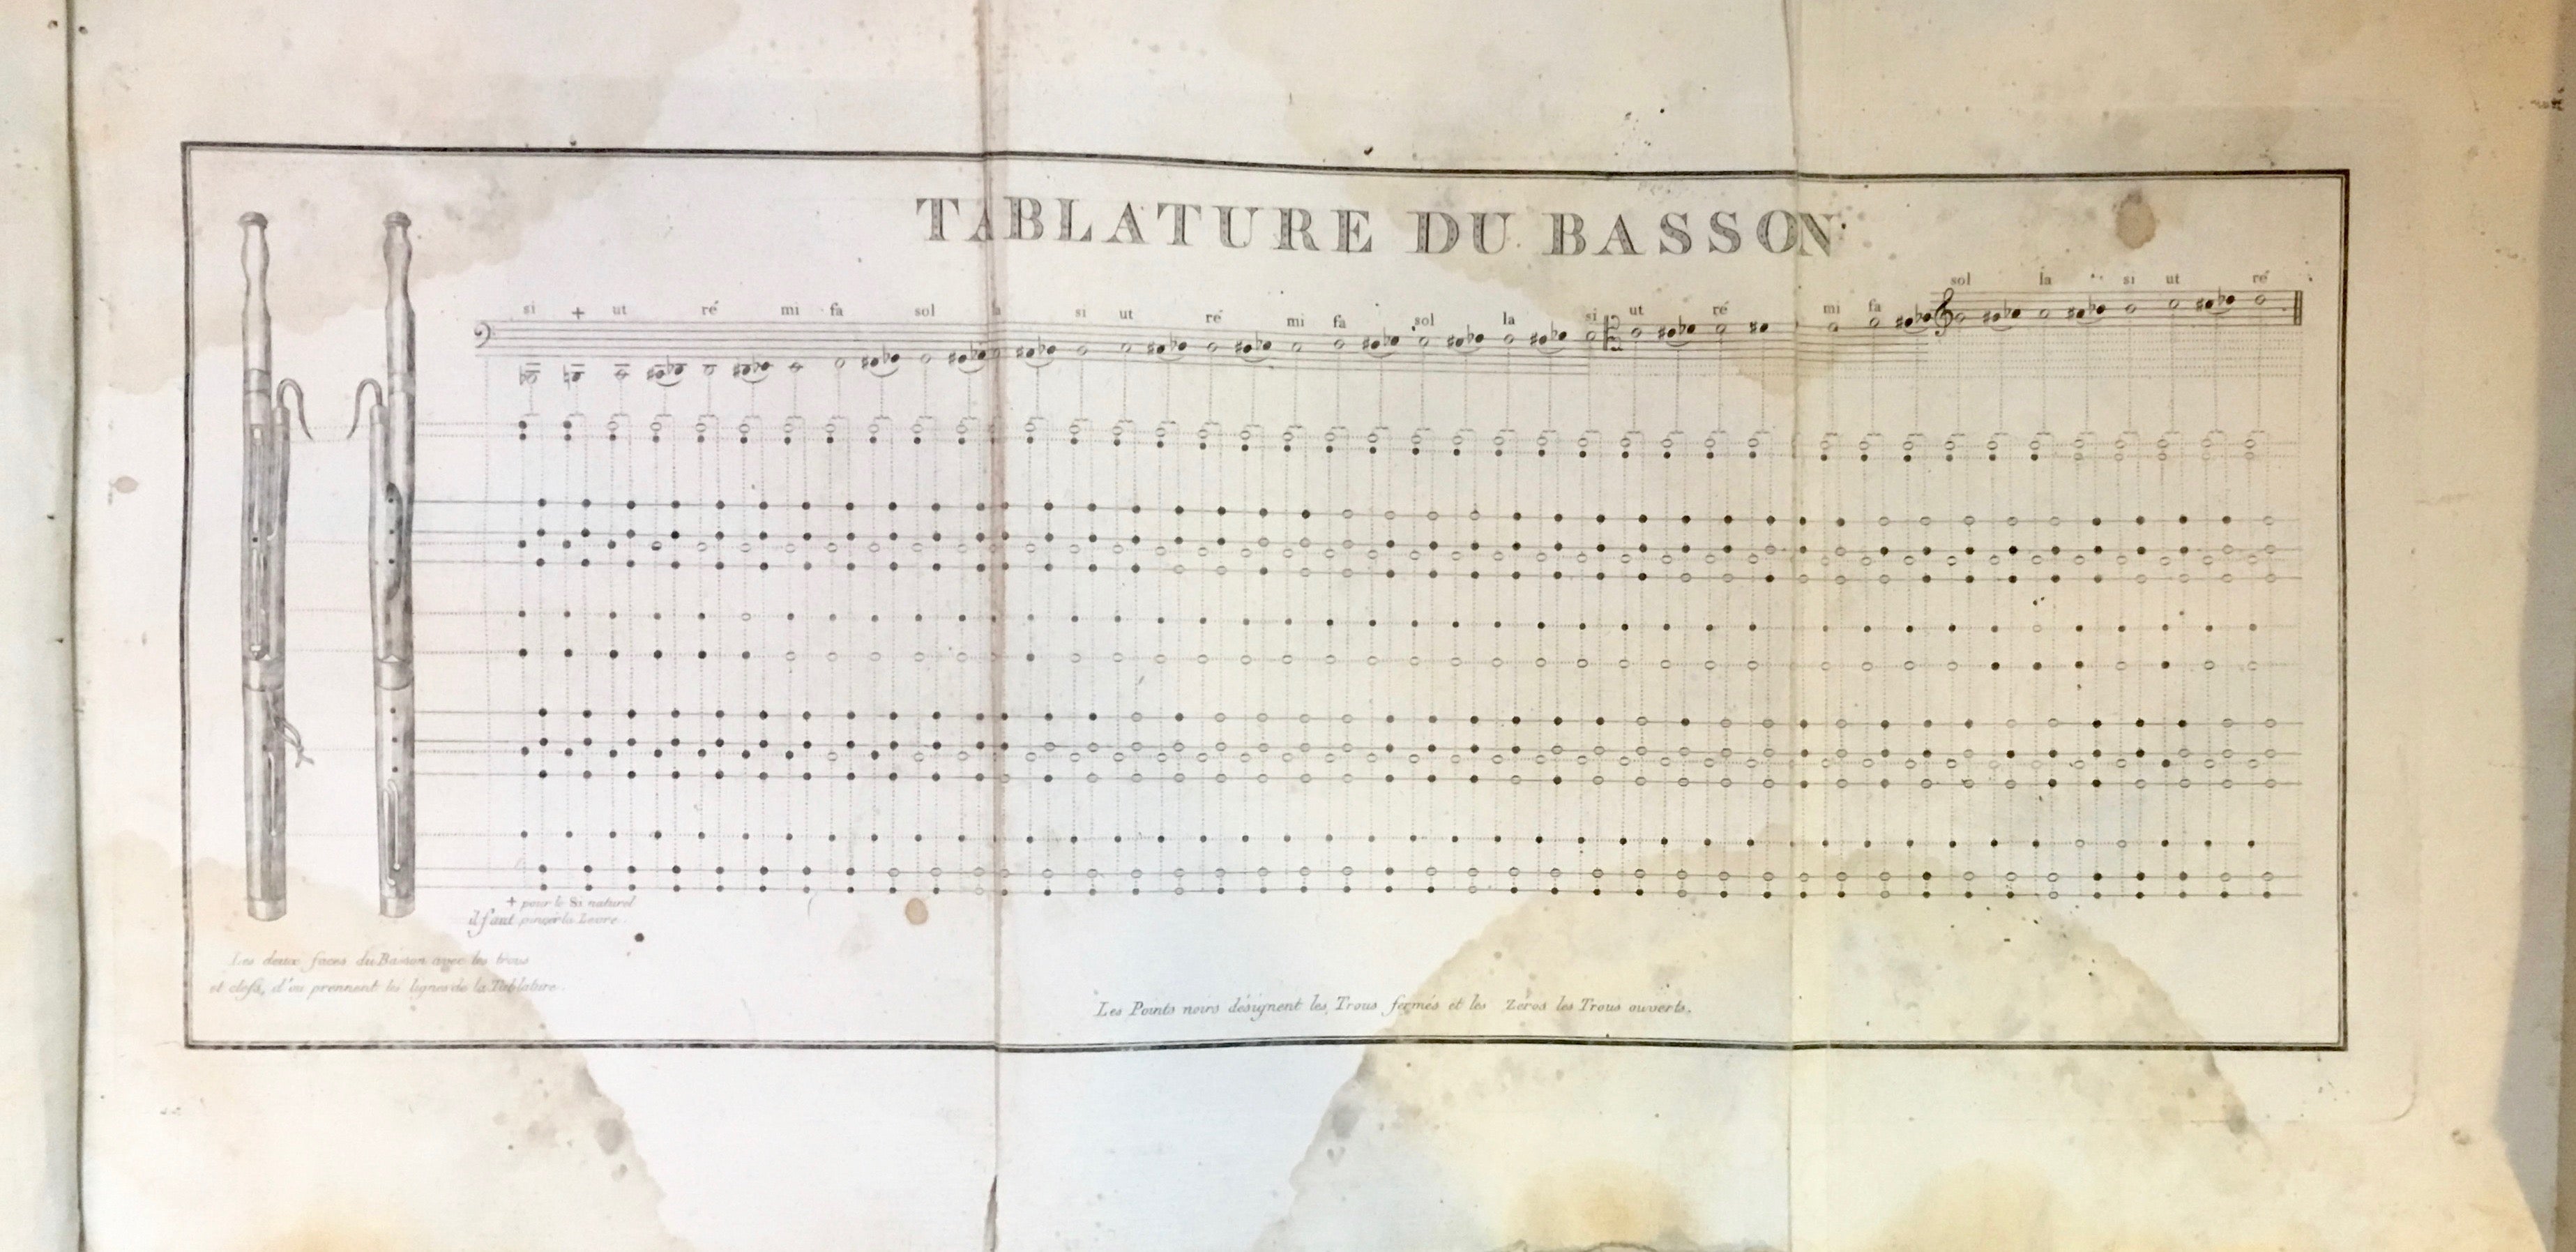 TABLATURE DU BASSON
si + ut ré mi fa sol la si ut ré mi fa sol la si ut ré mi fa sol la si ut ré
+ pour le Si naturel
il faut pincer la Levre.
Les deux faces du Basson avec les trous
et clefs, d'ou prennent les lignes de la Tablature.
Les Points noirs désignent les Trous fermés et les Zeros les Trous ouverts.